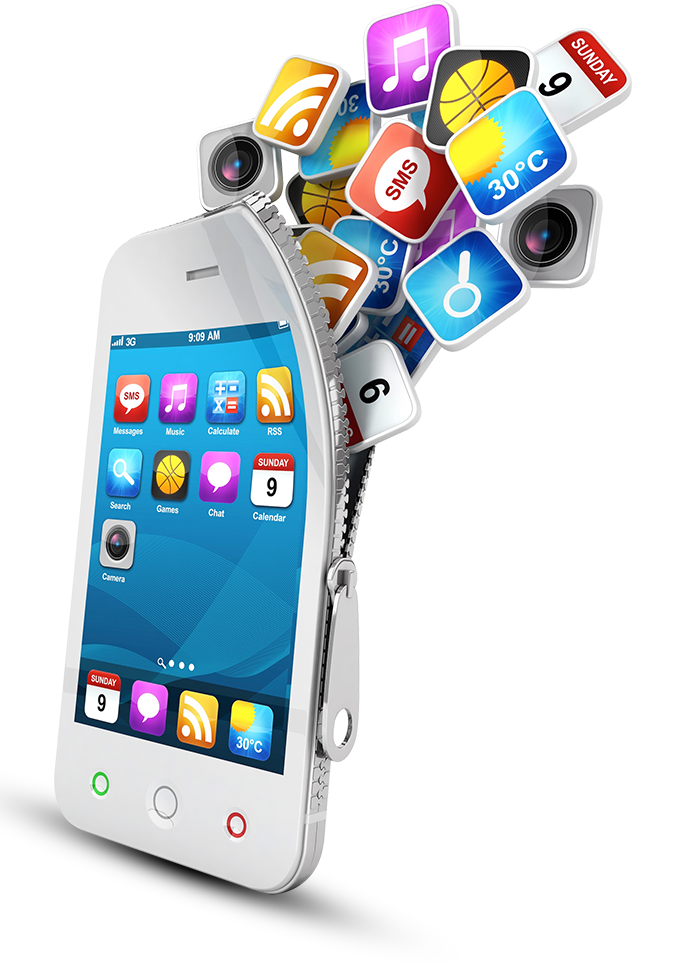 SUNDAY
9
30°C
SMS
30°C
30°C
9
3G 9:09 AM
SMS
Messages Music Calculate RSS
SUNDAY
9
Search Games Chat Calendar
Camera
SUNDAY
9
30°C